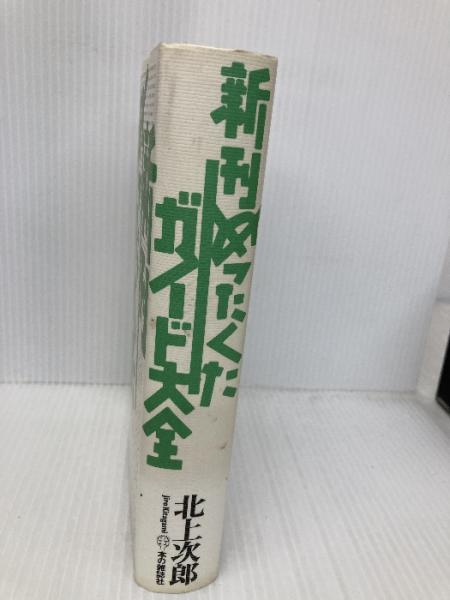 新刊めったくた
ガイド大全
北上次郎
Jiro Kitagami
本の雑誌社